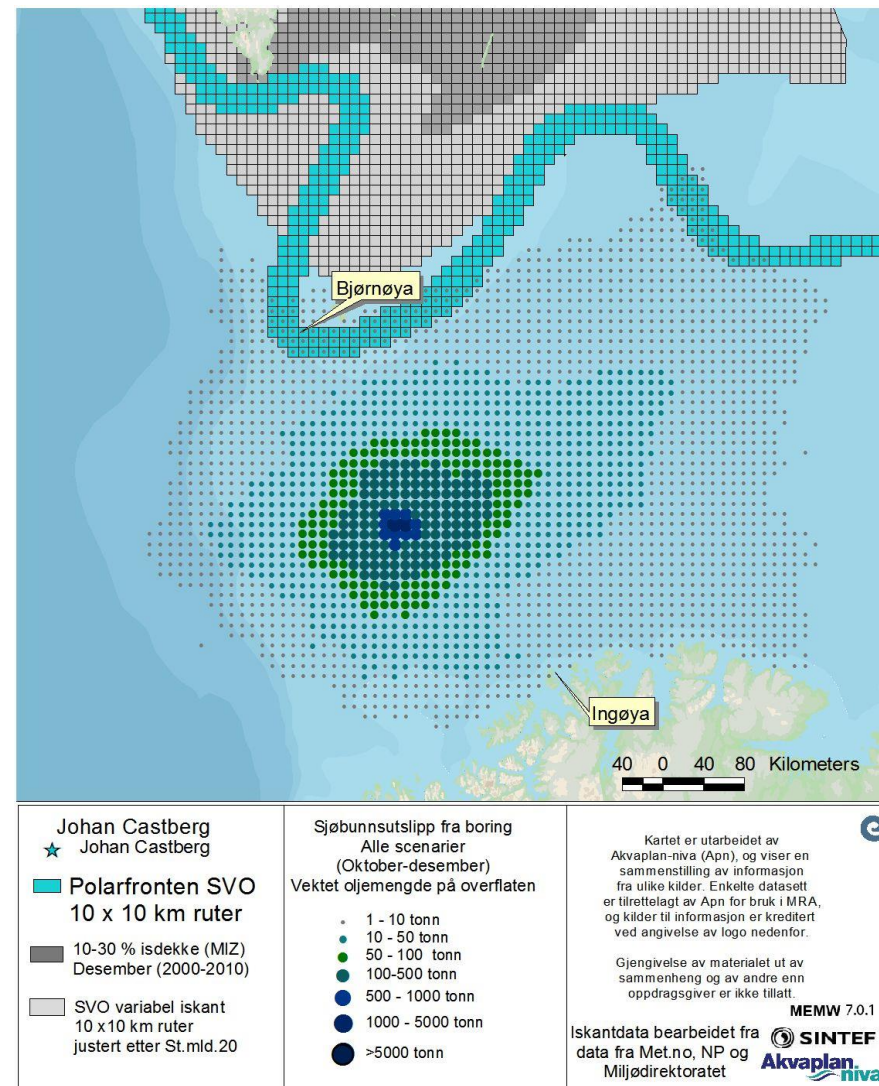 Bjørnøya
Ingøya
40 0 40 80 Kilometers
Johan Castberg
Johan Castberg
Polarfronten SVO
10 x 10 km ruter
10-30 % isdekke (MIZ)
Desember (2000-2010)
SVO variabel iskant
10 x10 km ruter
justert etter St.mld.20
Sjøbunnsutslipp fra boring
Alle scenarier
(Oktober-desember)
Vektet oljemengde på overflaten
1 - 10 tonn
10 - 50 tonn
50 - 100 tonn
100-500 tonn
500 - 1000 tonn
1000 - 5000 tonn
>5000 tonn
Kartet er utarbeidet av
Akvaplan-niva (Apn), og viser en
sammenstilling av informasjon
fra ulike kilder. Enkelte datasett
er tilrettelagt av Apn for bruk i MRA,
og kilder til informasjon er kreditert
ved angivelse av logo nedenfor.
Gjengivelse av materialet ut av
sammenheng og av andre enn
oppdragsgiver er ikke tillatt.
MEMW 7.0.1
Iskantdata bearbeidet fra
data fra Met.no, NP og
Miljødirektoratet
SINTEF
Akvaplan
niva